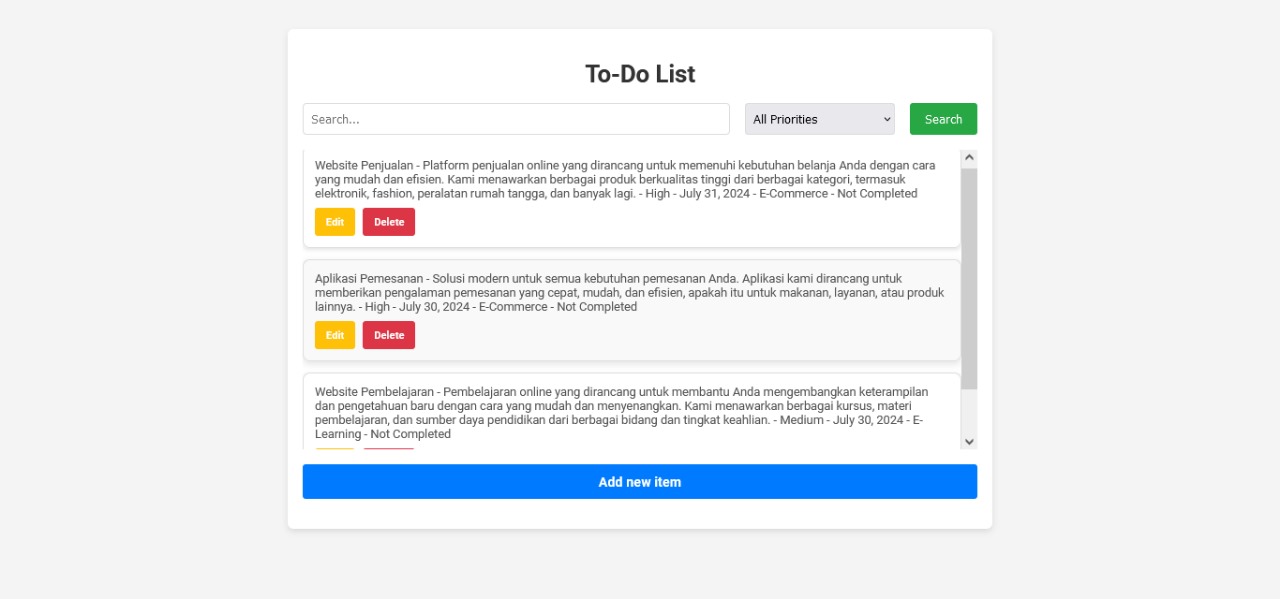 To-Do List
Search...
All Priorities
Search
Website Penjualan - Platform penjualan online yang dirancang untuk memenuhi kebutuhan belanja Anda dengan cara
yang mudah dan efisien. Kami menawarkan berbagai produk berkualitas tinggi dari berbagai kategori, termasuk
elektronik, fashion, peralatan rumah tangga, dan banyak lagi. - High - July 31, 2024 - E-Commerce - Not Completed
Edit
Delete
Aplikasi Pemesanan - Solusi modern untuk semua kebutuhan pemesanan Anda. Aplikasi kami dirancang untuk
memberikan pengalaman pemesanan yang cepat, mudah, dan efisien, apakah itu untuk makanan, layanan, atau produk
lainnya. - High - July 30, 2024 - E-Commerce - Not Completed
Edit
Delete
Website Pembelajaran - Pembelajaran online yang dirancang untuk membantu Anda mengembangkan keterampilan
dan pengetahuan baru dengan cara yang mudah dan menyenangkan. Kami menawarkan berbagai kursus, materi
pembelajaran, dan sumber daya pendidikan dari berbagai bidang dan tingkat keahlian. - Medium - July 30, 2024 - E-
Learning - Not Completed
Add new item